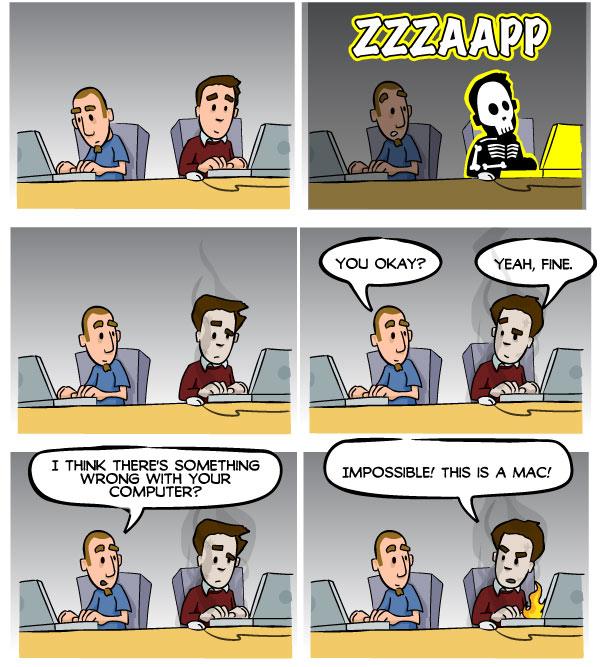 ZZZAAPP
YOU OKAY?
YEAH, FINE.
I THINK THERE'S SOMETHING
WRONG WITH YOUR
COMPUTER?
IMPOSSIBLE! THIS IS A MAC!